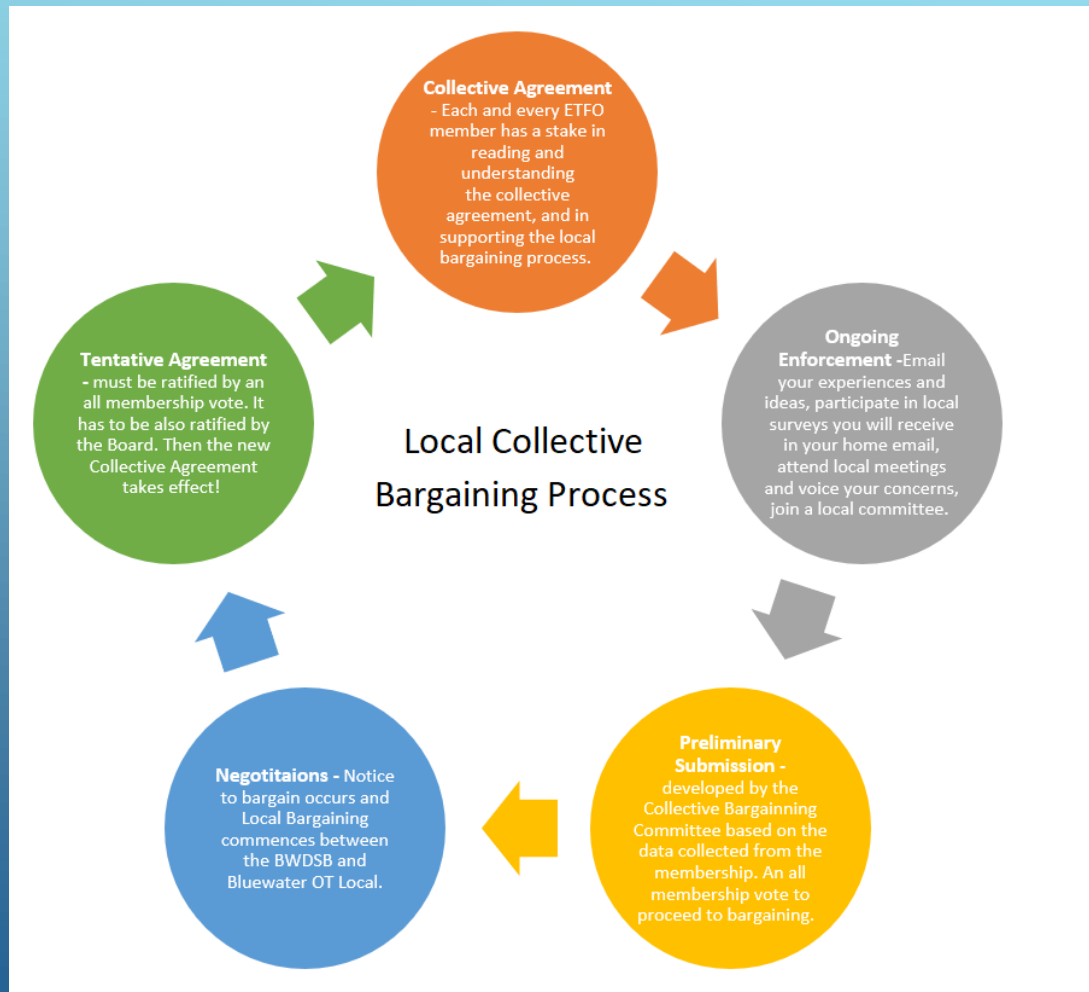 Collective Agreement
- Each and every ETFO
member has a stake in
reading and
understanding
the collective
agreement, and in
supporting the local
bargaining process.
Ongoing
Enforcement -Email
your experiences and
ideas, participate in local
surveys you will receive
in your home email,
attend local meetings
and voice your concerns,
join a local committee.
Preliminary
Submission -
developed by the
Collective Bargainning
Committee based on the
data collected from the
membership. An all
membership vote to
proceed to bargaining.
Negotitaions - Notice
to bargain occurs and
Local Bargaining
commences between
the BWDSB and
Bluewater OT Local.
Tentative Agreement
- must be ratified by an
all membership vote. It
has to be also ratified by
the Board. Then the new
Collective Agreement
takes effect!
Local Collective
Bargaining Process